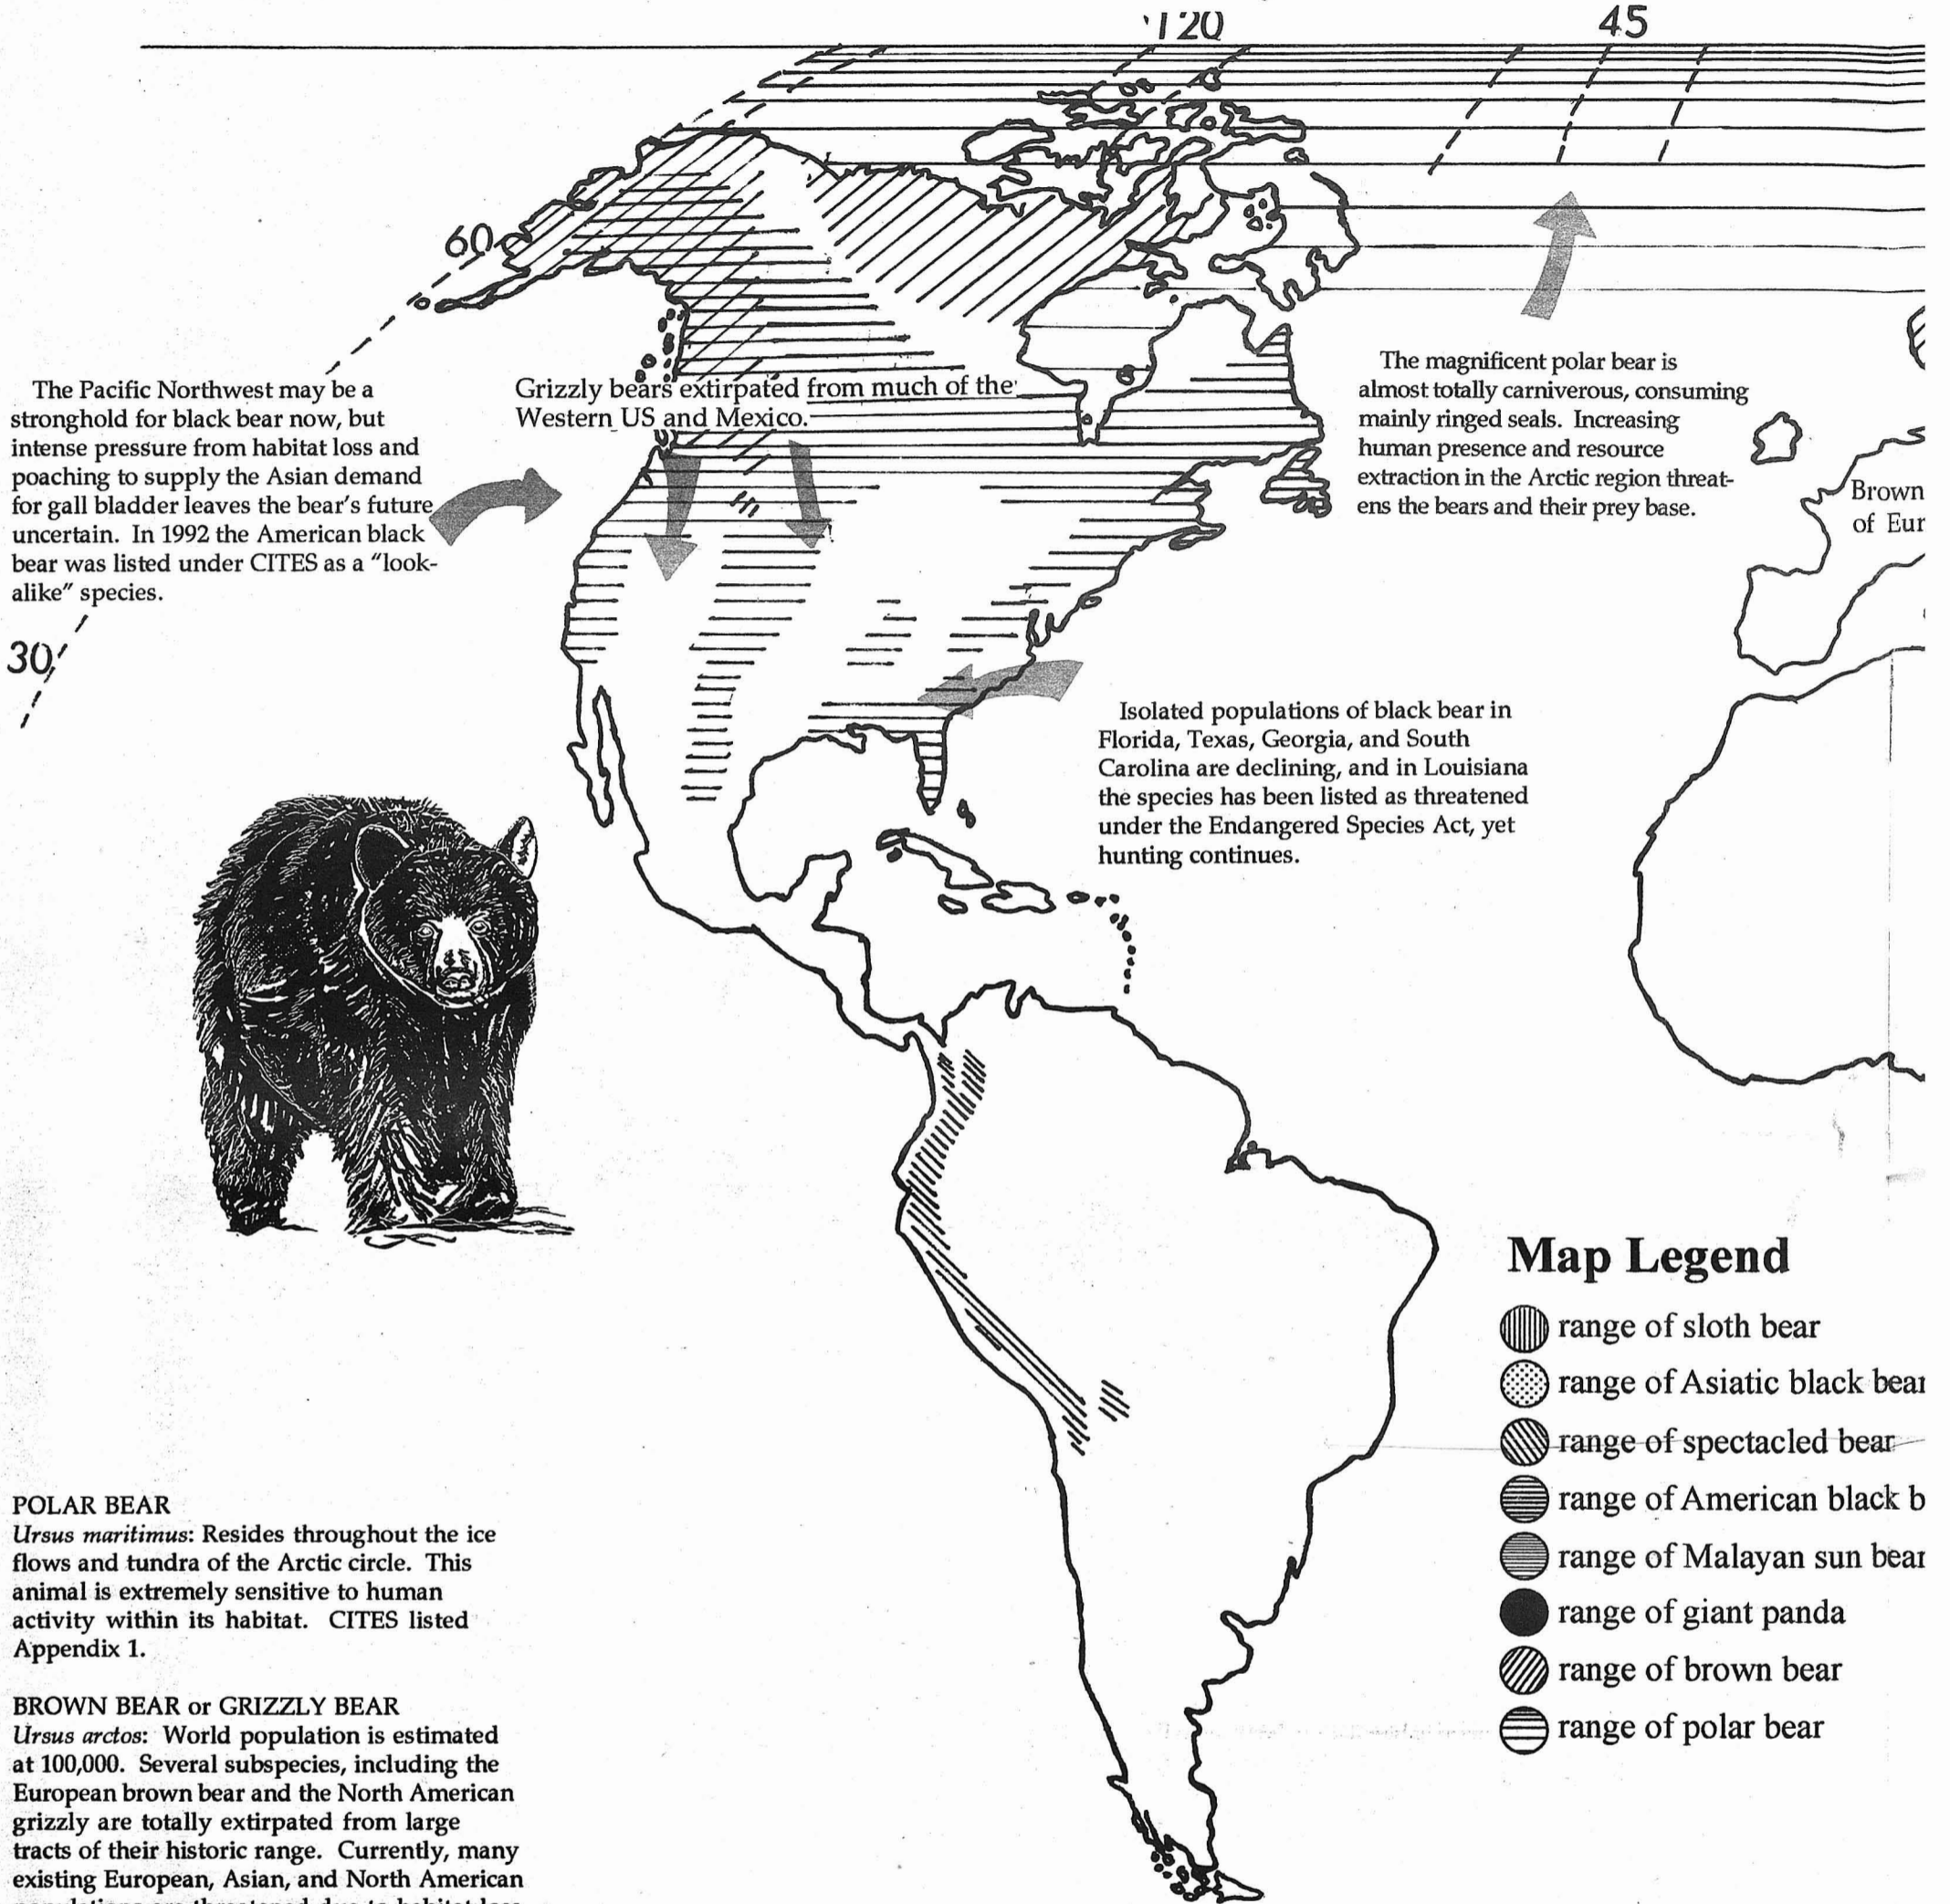 120
45
60
The Pacific Northwest may be a
stronghold for black bear now, but
intense pressure from habitat loss and
poaching to supply the Asian demand
for gall bladder leaves the bear's future
uncertain. In 1992 the American black
bear was listed under CITES as a "look-
alike" species.
30
Grizzly bears extirpated from much of the
Western US and Mexico.
The magnificent polar bear is
almost totally carniverous, consuming
mainly ringed seals. Increasing
human presence and resource
extraction in the Arctic region threat-
ens the bears and their prey base.
Brown
of Eur
Isolated populations of black bear in
Florida, Texas, Georgia, and South
Carolina are declining, and in Louisiana
the species has been listed as threatened
under the Endangered Species Act, yet
hunting continues.
Map Legend
range of sloth bear
range of Asiatic black bear
range of spectacled bear
range of American black b
range of Malayan sun bear
range of giant panda
range of brown bear
range of polar bear
POLAR BEAR
Ursus maritimus: Resides throughout the ice
flows and tundra of the Arctic circle. This
animal is extremely sensitive to human
activity within its habitat. CITES listed
Appendix 1.
BROWN BEAR or GRIZZLY BEAR
Ursus arctos: World population is estimated
at 100,000. Several subspecies, including the
European brown bear and the North American
grizzly are totally extirpated from large
tracts of their historic range. Currently, many
existing European, Asian, and North American